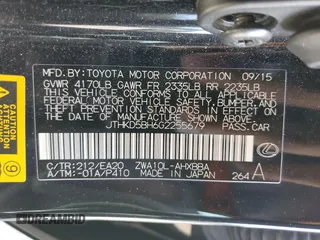 MFD. BY: TOYOTA MOTOR CORPORATION 09/15
GVWR 4170LB GAWR FR 2335LB RR 2235LB
THIS VEHICLE CONFORMS TO ALL APPLICABLE
FEDERAL MOTOR VEHICLE SAFETY, BUMPER, AND
THEFT PREVENTION STANDARDS IN EFFECT ON
THE DATE OF MANUFACTURE SHOWN ABOVE.
JTHKD5BH6G2255679 PASS.CAR
C/TR:212/EA20 ZWA10L-AHXBBA
A/TM:-01A/P410 MADE IN JAPAN 264 A